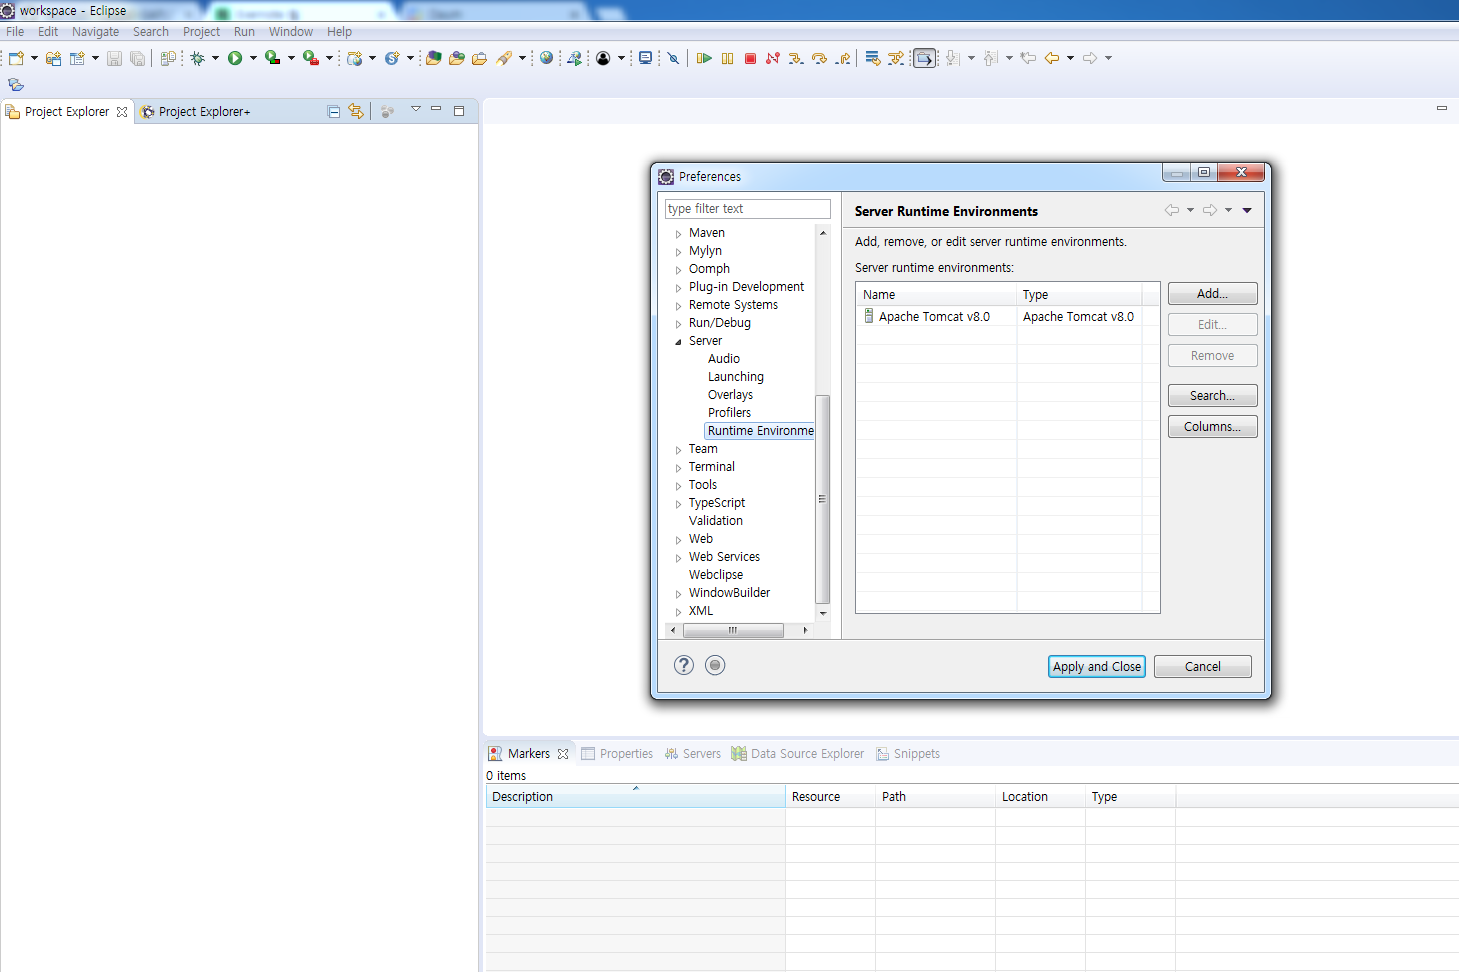 workspace - Eclipse
File Edit Navigate Search Project Run Window Help
Project Explorer Project Explorer+
Preferences
type filter text
Maven
Mylyn
Oomph
Plug-in Development
Remote Systems
Run/Debug
Server
Audio
Launching
Overlays
Profilers
Runtime Environme
Team
Terminal
Tools
TypeScript
Validation
Web
Web Services
Webclipse
WindowBuilder
XML
Server Runtime Environments
Add, remove, or edit server runtime environments.
Server runtime environments:
Name Type
Apache Tomcat v8.0 Apache Tomcat v8.0
Add...
Edit...
Remove
Search...
Columns...
Apply and Close Cancel
Markers Properties Servers Data Source Explorer Snippets
0 items
Description Resource Path Location Type